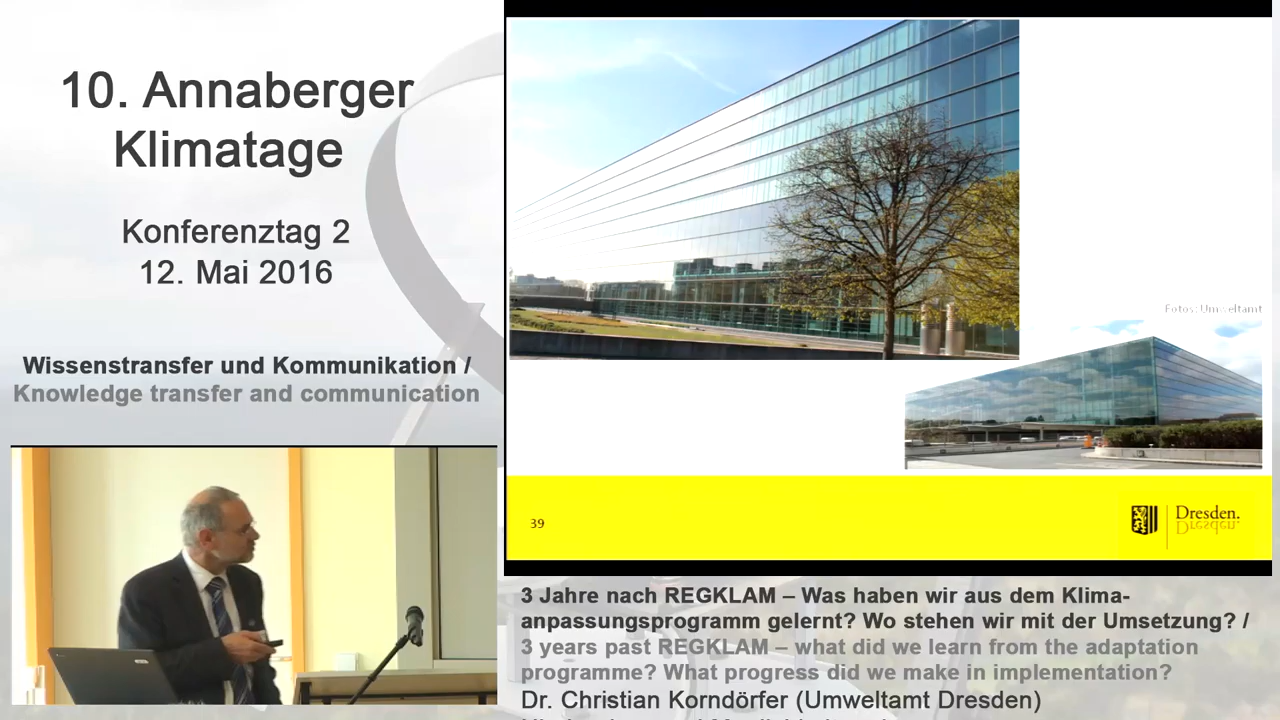 10. Annaberger
Klimatage
Konferenztag 2
12. Mai 2016
Wissenstransfer und Kommunikation /
Knowledge transfer and communication
Fotos: Umweltamt
39
Dresden.
Dresden.
3 Jahre nach REGKLAM – Was haben wir aus dem Klima-
anpassungsprogramm gelernt? Wo stehen wir mit der Umsetzung? /
3 years past REGKLAM – what did we learn from the adaptation
programme? What progress did we make in implementation?
Dr. Christian Korndörfer (Umweltamt Dresden)